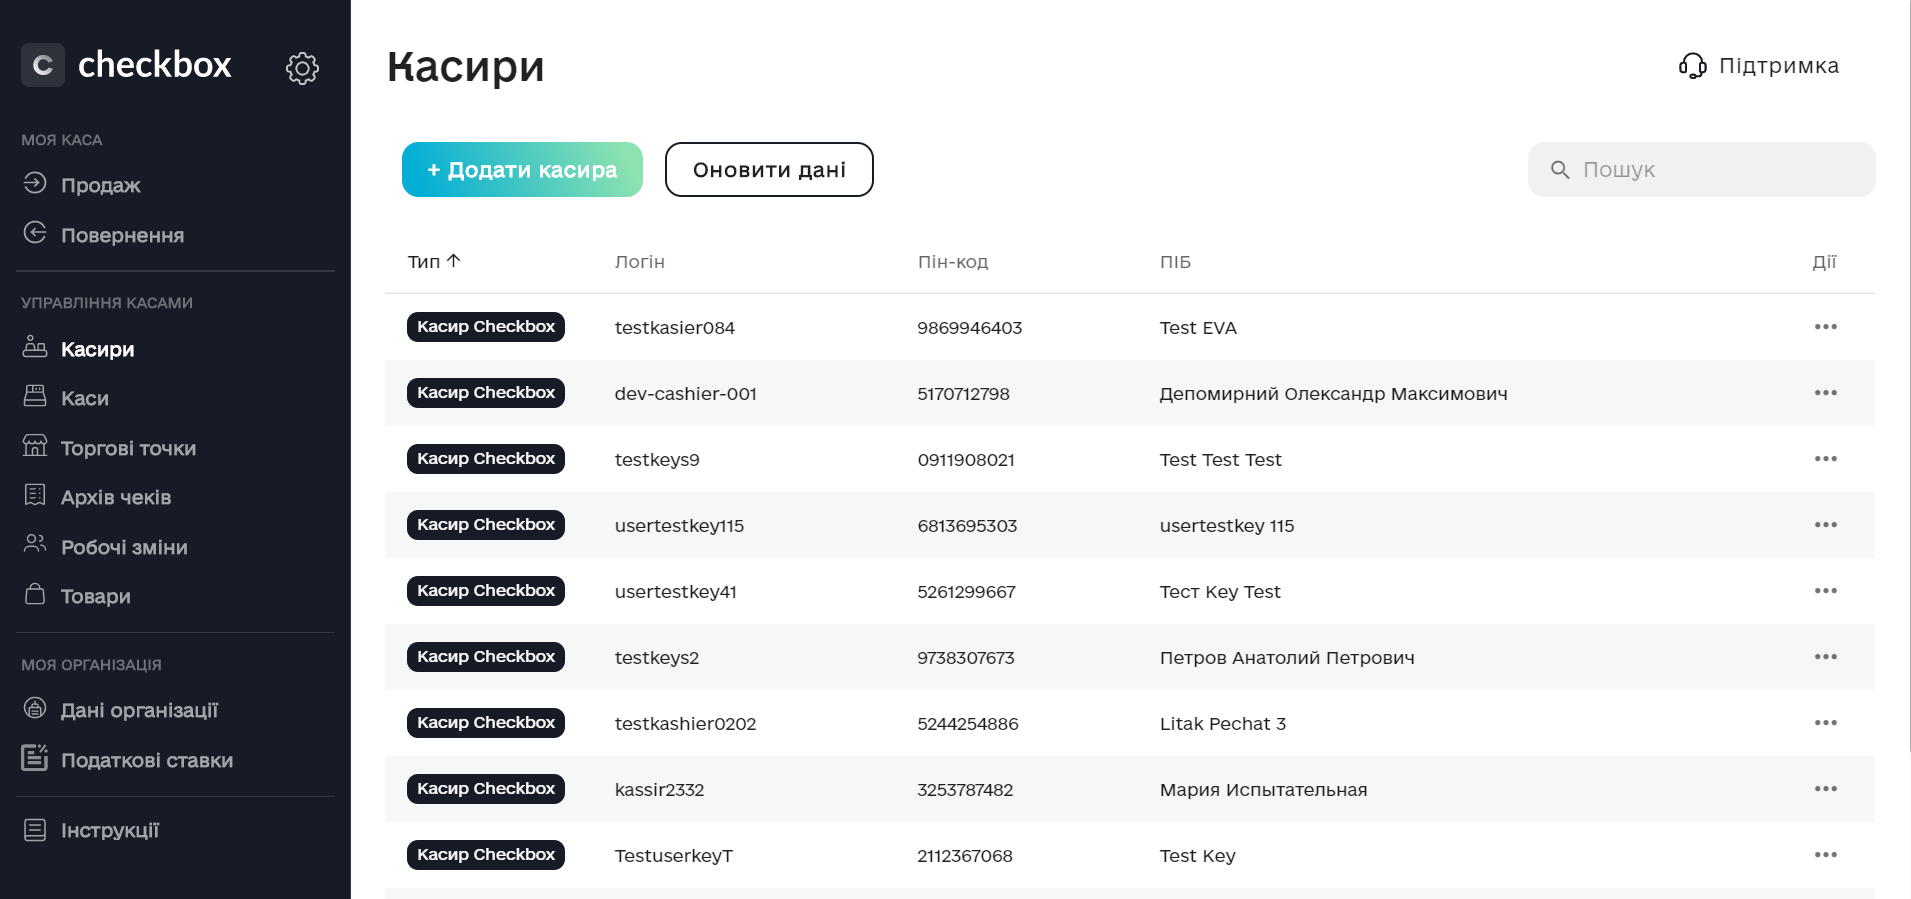 C checkbox
МОЯ КАСА
Продаж
Повернення
УПРАВЛІННЯ КАСАМИ
Касири
Каси
Торгові точки
Архів чеків
Робочі зміни
Товари
МОЯ ОРГАНІЗАЦІЯ
Дані організації
Податкові ставки
Інструкції
Касири
Підтримка
+ Додати касира
Оновити дані
Пошук
Тип ↑ Логін Пін-код ПІБ Дії
Касир Checkbox testkasier084 9869946403 Test EVA
Касир Checkbox dev-cashier-001 5170712798 Депомирний Олександр Максимович
Касир Checkbox testkeys9 0911908021 Test Test Test
Касир Checkbox usertestkey115 6813695303 usertestkey 115
Касир Checkbox usertestkey41 5261299667 Тест Key Test
Касир Checkbox testkeys2 9738307673 Петров Анатолий Петрович
Касир Checkbox testkashier0202 5244254886 Litak Pechat 3
Касир Checkbox kassir2332 3253787482 Мария Испытательная
Касир Checkbox TestuserkeyT 2112367068 Test Key